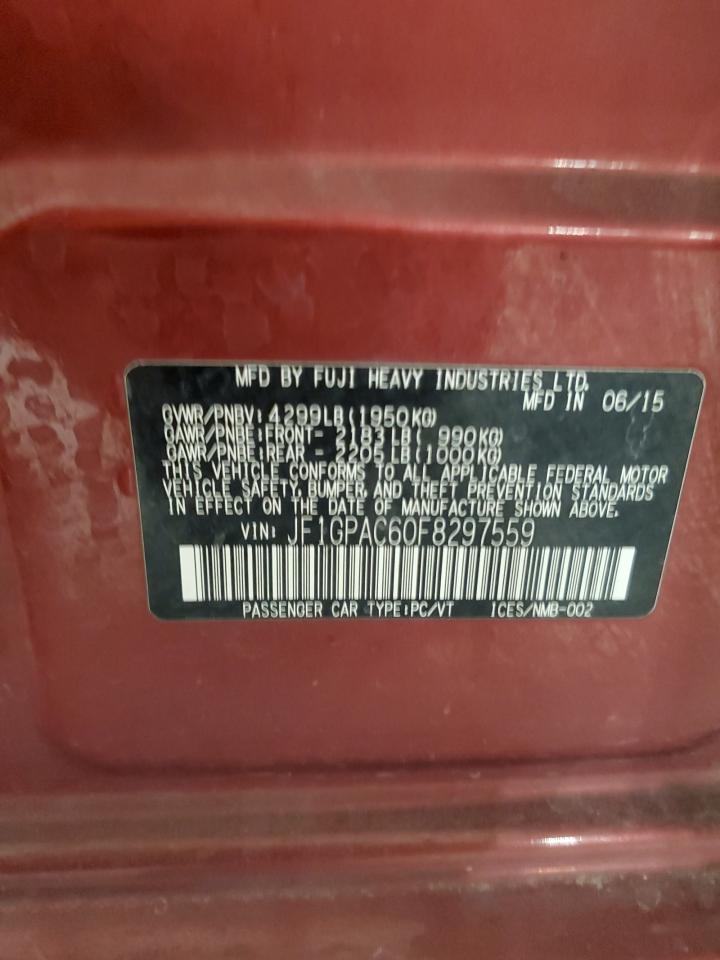 MFD BY FUJI HEAVY INDUSTRIES LTD.
MFD IN 06/15
GVWR/PNBV: 4299LB(1950KG)
GAWR/PNBE:FRONT- 2183LB( 990KG)
GAWR/PNBE:REAR - 2205LB(1000KG)
THIS VEHICLE CONFORMS TO ALL APPLICABLE FEDERAL MOTOR
VEHICLE SAFETY, BUMPER, AND THEFT PREVENTION STANDARDS
IN EFFECT ON THE DATE OF MANUFACTURE SHOWN ABOVE.
VIN: JF1GPAC60F8297559
PASSENGER CAR TYPE:PC/VT ICES/NMB-002